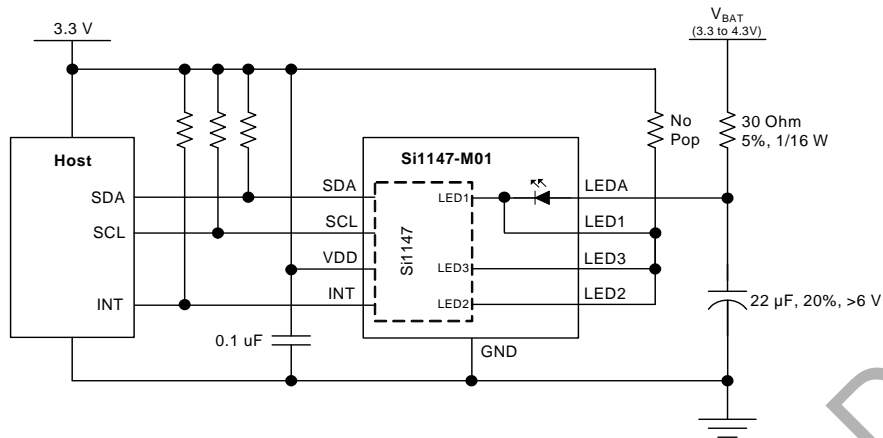 3.3 V
V_BAT
(3.3 to 4.3V)
No
Pop
30 Ohm
5%, 1/16 W
Host
Si1147-M01
SDA
SDA
LED1
LEDA
SCL
SCL
LED1
Si1147
VDD
LED3
LED3
INT
INT
LED2
LED2
22 µF, 20%, >6 V
0.1 uF
GND